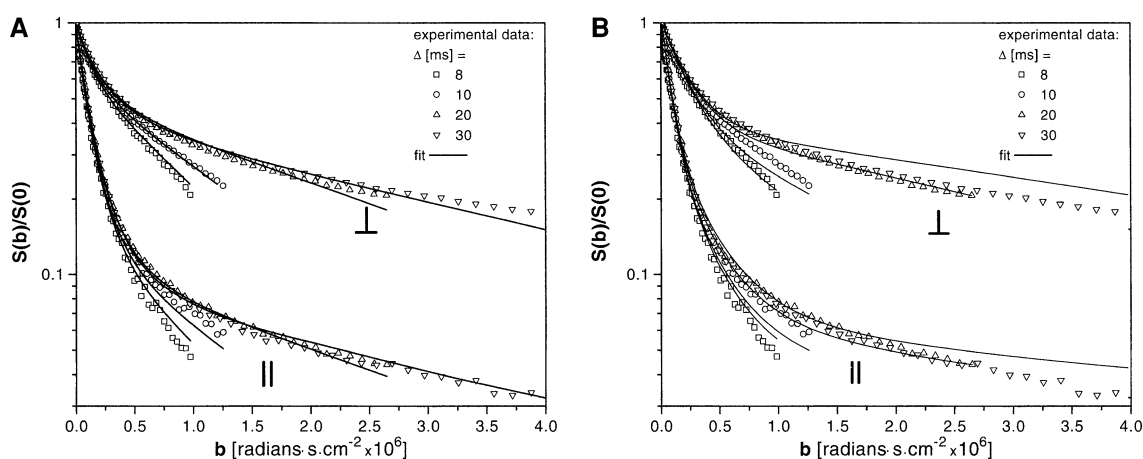 A
experimental data:
Δ [ms] =
8
10
20
30
fit
1
0.1
S(b)/S(0)
⊥
||
0.0 0.5 1.0 1.5 2.0 2.5 3.0 3.5 4.0
b [radians·s·cm⁻² x10⁶]
B
experimental data:
Δ [ms] =
8
10
20
30
fit
1
0.1
S(b)/S(0)
⊥
||
0.0 0.5 1.0 1.5 2.0 2.5 3.0 3.5 4.0
b [radians·s·cm⁻² x10⁶]